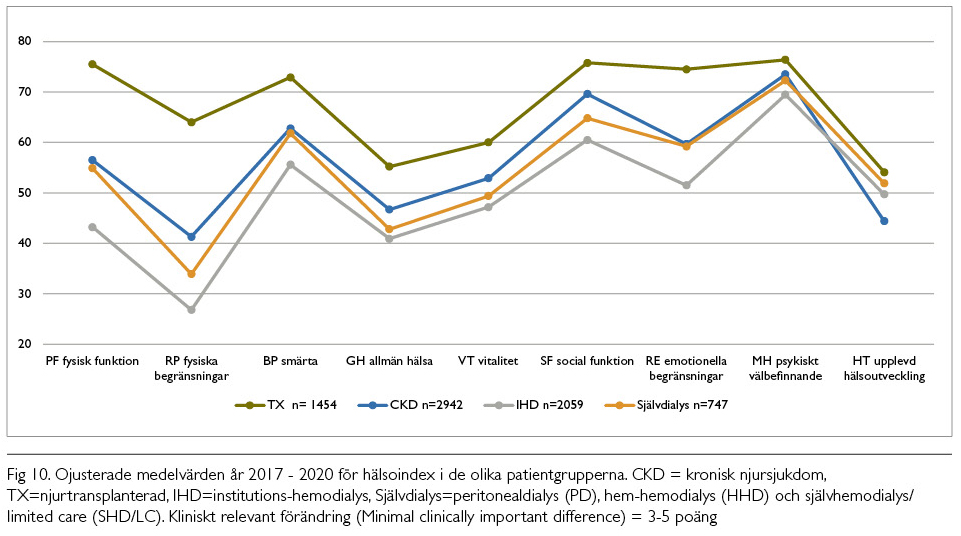 80
70
60
50
40
30
20
PF fysisk funktion
RP fysiska
begränsningar
BP smärta
GH allmän hälsa
VT vitalitet
SF social funktion
RE emotionella
begränsningar
MH psykiskt
välbefinnande
HT upplevd
hälsoutveckling
TX n= 1454
CKD n=2942
IHD n=2059
Självdialys n=747
Fig 10. Ojusterade medelvärden år 2017 - 2020 för hälsoindex i de olika patientgrupperna. CKD = kronisk njursjukdom,
TX=njurtransplanterad, IHD=institutions-hemodialys, Självdialys=peritonealdialys (PD), hem-hemodialys (HHD) och självhemodialys/
limited care (SHD/LC). Kliniskt relevant förändring (Minimal clinically important difference) = 3-5 poäng